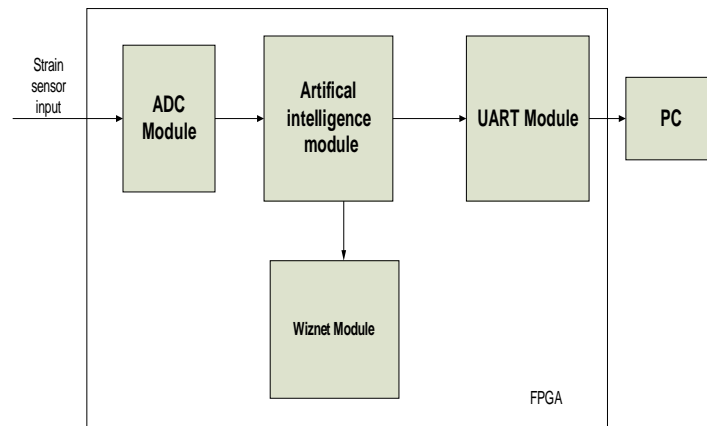 Strain
sensor
input
ADC
Module
Artifical
intelligence
module
UART Module
PC
Wiznet Module
FPGA